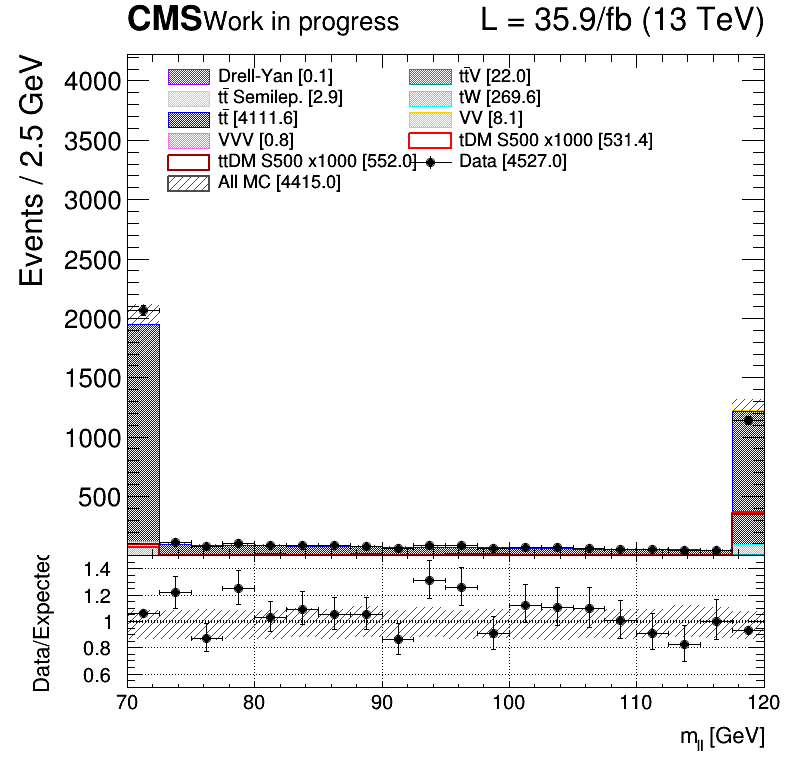 CMS Work in progress L = 35.9/fb (13 TeV)
Events / 2.5 GeV
4000
3500
3000
2500
2000
1500
1000
500
Drell-Yan [0.1]
tt̄ Semilep. [2.9]
tt̄ [4111.6]
VVV [0.8]
ttDM S500 x1000 [552.0]
All MC [4415.0]
tt̄V [22.0]
tW [269.6]
VV [8.1]
tDM S500 x1000 [531.4]
Data [4527.0]
Data/Expected
1.4
1.2
1
0.8
0.6
70 80 90 100 110 120
m_ll [GeV]